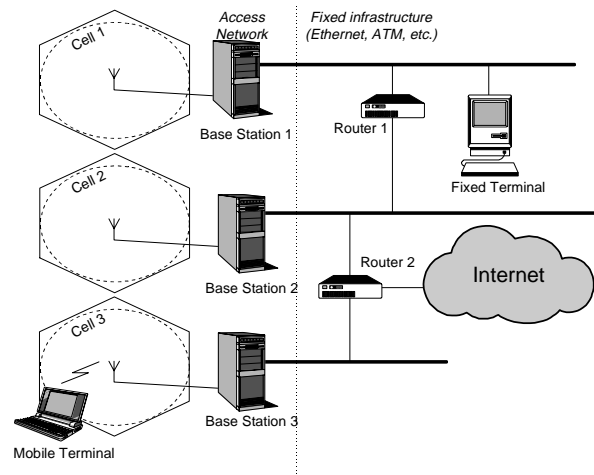 Access
Network
Fixed infrastructure
(Ethernet, ATM, etc.)
Cell 1
Base Station 1
Router 1
Fixed Terminal
Cell 2
Base Station 2
Router 2
Internet
Cell 3
Base Station 3
Mobile Terminal